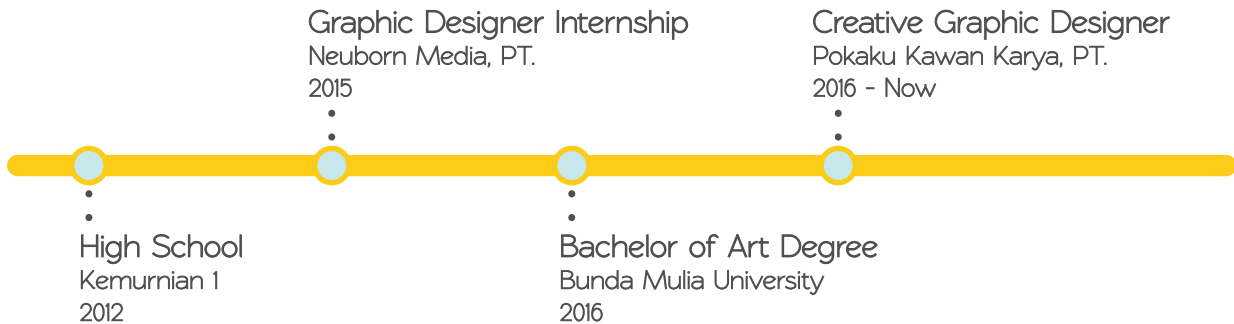 Graphic Designer Internship
Neuborn Media, PT.
2015
Creative Graphic Designer
Pokaku Kawan Karya, PT.
2016 - Now
High School
Kemurnian 1
2012
Bachelor of Art Degree
Bunda Mulia University
2016